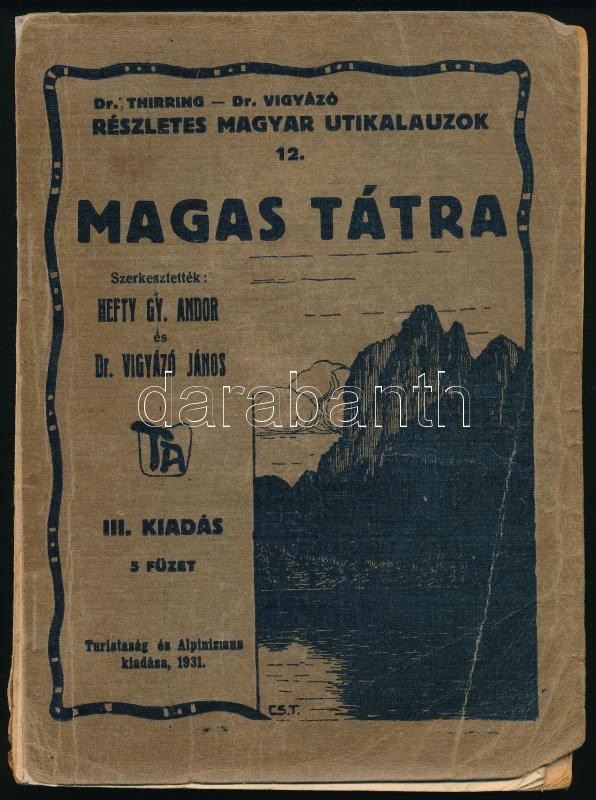 Dr. THIRRING — Dr. VIGYÁZÓ
RÉSZLETES MAGYAR UTIKALAUZOK
12.
MAGAS TÁTRA
Szerkesztették:
HEFTY GY. ANDOR
és
Dr. VIGYÁZÓ JÁNOS
darabanth
TA
III. KIADÁS
5 FÜZET
Turistaság és Alpinizmus
kiadása, 1931.
CS.T.